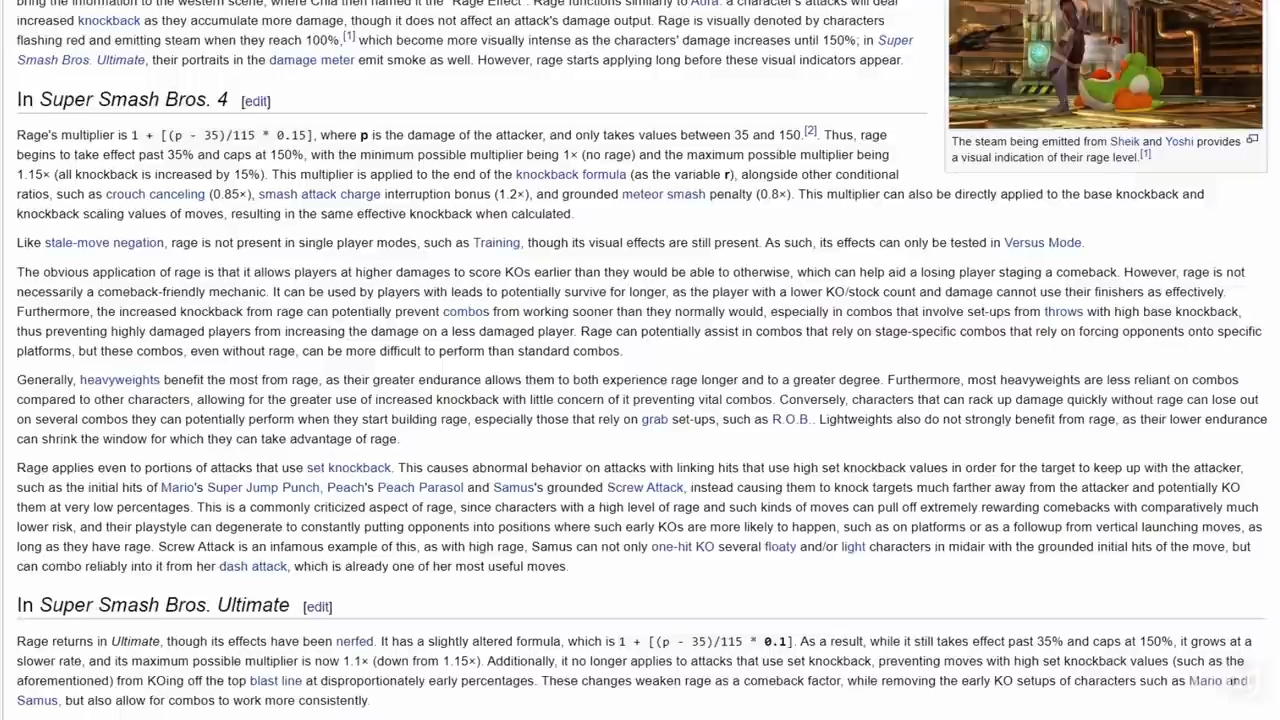 bring the information to the western scene, where Chia then named it the "Rage Effect". Rage functions similarly to Aura: a character's attacks will deal
increased knockback as they accumulate more damage, though it does not affect an attack's damage output. Rage is visually denoted by characters
flashing red and emitting steam when they reach 100%,[1] which become more visually intense as the characters' damage increases until 150%; in Super
Smash Bros. Ultimate, their portraits in the damage meter emit smoke as well. However, rage starts applying long before these visual indicators appear.
The steam being emitted from Sheik and Yoshi provides
a visual indication of their rage level.[1]
In Super Smash Bros. 4 [edit]
Rage's multiplier is 1 + [(p - 35)/115 * 0.15], where p is the damage of the attacker, and only takes values between 35 and 150.[2]. Thus, rage
begins to take effect past 35% and caps at 150%, with the minimum possible multiplier being 1× (no rage) and the maximum possible multiplier being
1.15× (all knockback is increased by 15%). This multiplier is applied to the end of the knockback formula (as the variable r), alongside other conditional
ratios, such as crouch canceling (0.85×), smash attack charge interruption bonus (1.2×), and grounded meteor smash penalty (0.8×). This multiplier can also be directly applied to the base knockback and
knockback scaling values of moves, resulting in the same effective knockback when calculated.
Like stale-move negation, rage is not present in single player modes, such as Training, though its visual effects are still present. As such, its effects can only be tested in Versus Mode.
The obvious application of rage is that it allows players at higher damages to score KOs earlier than they would be able to otherwise, which can help aid a losing player staging a comeback. However, rage is not
necessarily a comeback-friendly mechanic. It can be used by players with leads to potentially survive for longer, as the player with a lower KO/stock count and damage cannot use their finishers as effectively.
Furthermore, the increased knockback from rage can potentially prevent combos from working sooner than they normally would, especially in combos that involve set-ups from throws with high base knockback,
thus preventing highly damaged players from increasing the damage on a less damaged player. Rage can potentially assist in combos that rely on stage-specific combos that rely on forcing opponents onto specific
platforms, but these combos, even without rage, can be more difficult to perform than standard combos.
Generally, heavyweights benefit the most from rage, as their greater endurance allows them to both experience rage longer and to a greater degree. Furthermore, most heavyweights are less reliant on combos
compared to other characters, allowing for the greater use of increased knockback with little concern of it preventing vital combos. Conversely, characters that can rack up damage quickly without rage can lose out
on several combos they can potentially perform when they start building rage, especially those that rely on grab set-ups, such as R.O.B.. Lightweights also do not strongly benefit from rage, as their lower endurance
can shrink the window for which they can take advantage of rage.
Rage applies even to portions of attacks that use set knockback. This causes abnormal behavior on attacks with linking hits that use high set knockback values in order for the target to keep up with the attacker,
such as the initial hits of Mario's Super Jump Punch, Peach's Peach Parasol and Samus's grounded Screw Attack, instead causing them to knock targets much farther away from the attacker and potentially KO
them at very low percentages. This is a commonly criticized aspect of rage, since characters with a high level of rage and such kinds of moves can pull off extremely rewarding comebacks with comparatively much
lower risk, and their playstyle can degenerate to constantly putting opponents into positions where such early KOs are more likely to happen, such as on platforms or as a followup from vertical launching moves, as
long as they have rage. Screw Attack is an infamous example of this, as with high rage, Samus can not only one-hit KO several floaty and/or light characters in midair with the grounded initial hits of the move, but
can combo reliably into it from her dash attack, which is already one of her most useful moves.
In Super Smash Bros. Ultimate [edit]
Rage returns in Ultimate, though its effects have been nerfed. It has a slightly altered formula, which is 1 + [(p - 35)/115 * 0.1]. As a result, while it still takes effect past 35% and caps at 150%, it grows at a
slower rate, and its maximum possible multiplier is now 1.1× (down from 1.15×). Additionally, it no longer applies to attacks that use set knockback, preventing moves with high set knockback values (such as the
aforementioned) from KOing off the top blast line at disproportionately early percentages. These changes weaken rage as a comeback factor, while removing the early KO setups of characters such as Mario and
Samus, but also allow for combos to work more consistently.